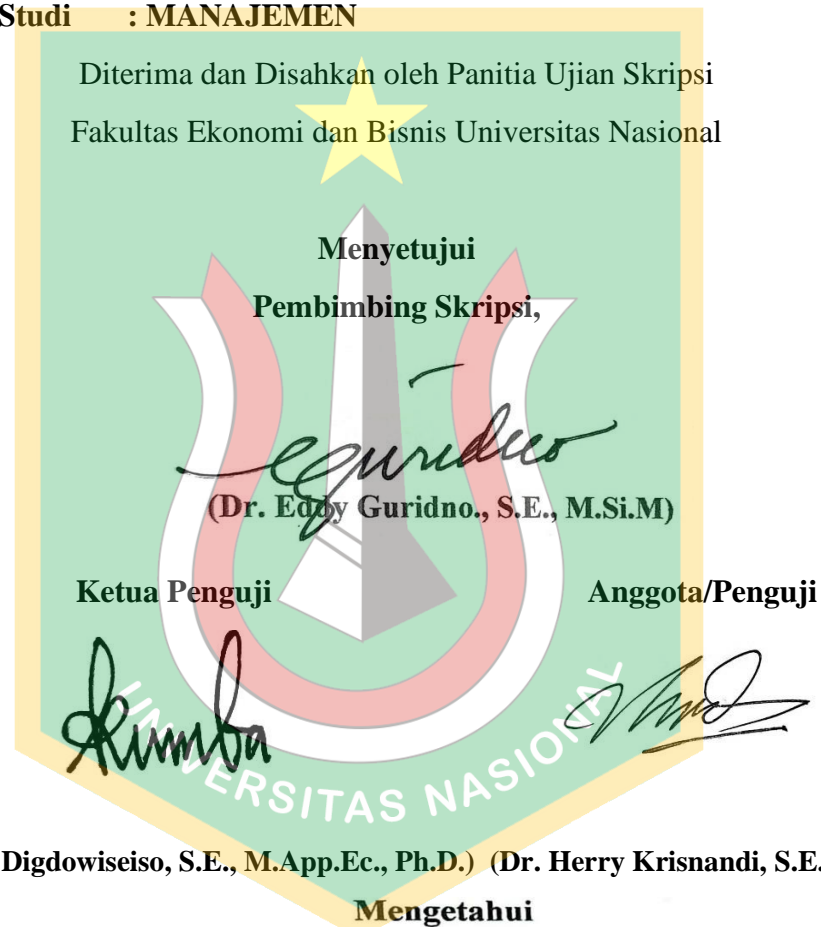 Studi : MANAJEMEN
Diterima dan Disahkan oleh Panitia Ujian Skripsi
Fakultas Ekonomi dan Bisnis Universitas Nasional
Menyetujui
Pembimbing Skripsi,
(Dr. Eddy Guridno., S.E., M.Si.M)
Ketua Penguji Anggota/Penguji
UNIVERSITAS NASIONAL
Digdowiseiso, S.E., M.App.Ec., Ph.D.) (Dr. Herry Krisnandi, S.E.
Mengetahui